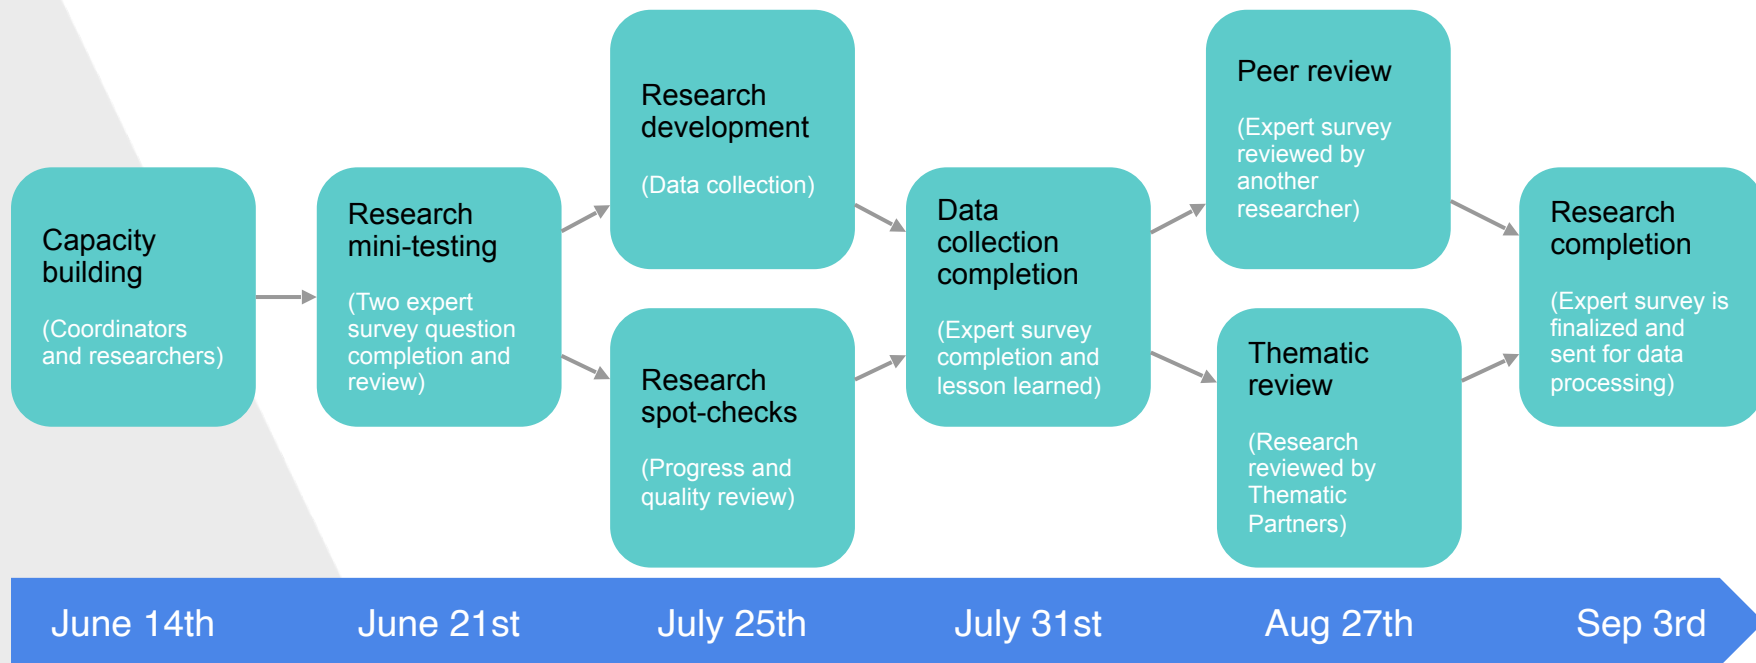 Capacity
building
(Coordinators
and researchers)
Research
mini-testing
(Two expert
survey question
completion and
review)
Research
development
(Data collection)
Research
spot-checks
(Progress and
quality review)
Data
collection
completion
(Expert survey
completion and
lesson learned)
Peer review
(Expert survey
reviewed by
another
researcher)
Thematic
review
(Research
reviewed by
Thematic
Partners)
Research
completion
(Expert survey is
finalized and
sent for data
processing)
June 14th
June 21st
July 25th
July 31st
Aug 27th
Sep 3rd